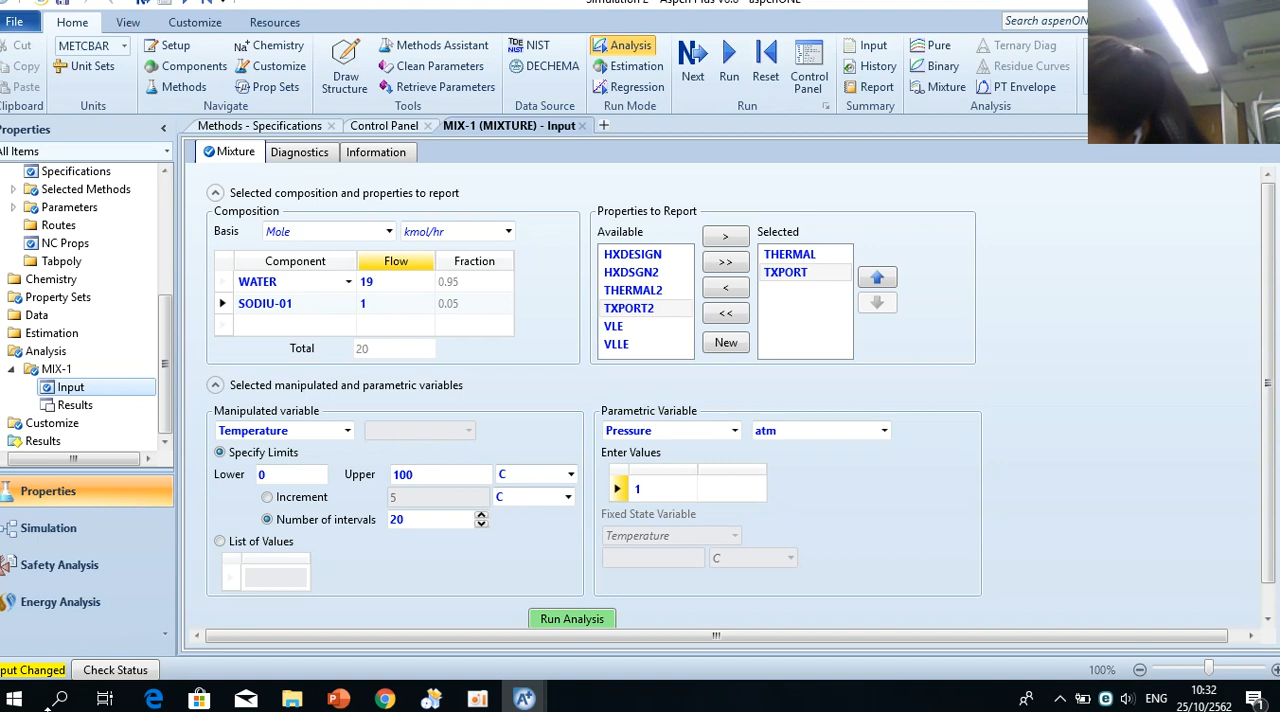 Simulation 2 - Aspen Plus V8.8 - aspenONE
File Home View Customize Resources
Search aspenON
Cut METCBAR Setup Chemistry Methods Assistant NIST Analysis Input Pure Ternary Diag
Copy Unit Sets Components Customize Clean Parameters DECHEMA Estimation History Binary Residue Curves
Paste Methods Prop Sets Draw Structure Retrieve Parameters Regression Next Run Reset Control Panel Report Mixture PT Envelope
Clipboard Units Navigate Tools Data Source Run Mode Run Summary Analysis
Properties
Methods - Specifications Control Panel MIX-1 (MIXTURE) - Input
All Items
Mixture Diagnostics Information
Specifications
Selected Methods
Parameters
Routes
NC Props
Tabpoly
Chemistry
Property Sets
Data
Estimation
Analysis
MIX-1
Input
Results
Customize
Results
Properties
Simulation
Safety Analysis
Energy Analysis
Selected composition and properties to report
Composition
Basis Mole kmol/hr
Component Flow Fraction
WATER 19 0.95
SODIU-01 1 0.05
Total 20
Properties to Report
Available Selected
HXDESIGN
HXDSGN2
THERMAL2
TXPORT2
VLE
VLLE
>
>>
<
<<
New
THERMAL
TXPORT
Selected manipulated and parametric variables
Manipulated variable
Temperature
Specify Limits
Lower 0 Upper 100 C
Increment 5 C
Number of intervals 20
List of Values
Parametric Variable
Pressure atm
Enter Values
1
Fixed State Variable
Temperature
C
Run Analysis
put Changed Check Status 100%
ENG 10:32
25/10/2562
1